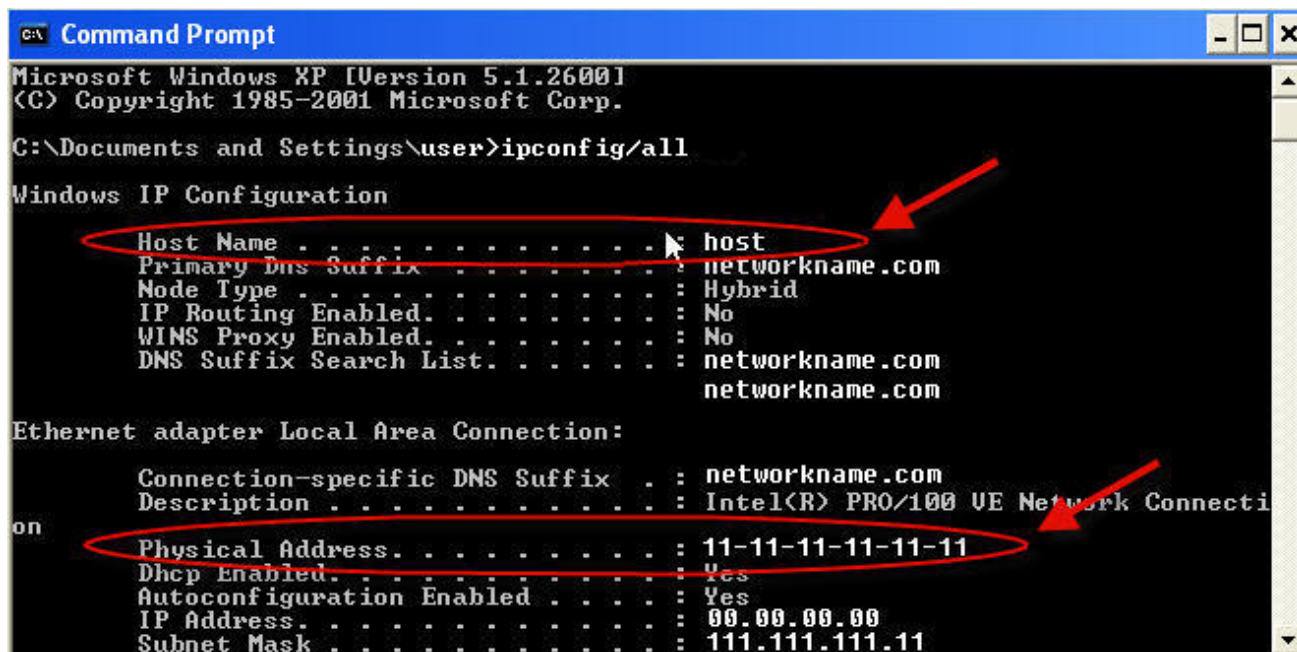 Command Prompt
Microsoft Windows XP [Version 5.1.2600]
(C) Copyright 1985-2001 Microsoft Corp.
C:\Documents and Settings\user>ipconfig/all
Windows IP Configuration
Host Name . . . . . . . . . . . . : host
Primary Dns Suffix . . . . . . . : networkname.com
Node Type . . . . . . . . . . . . : Hybrid
IP Routing Enabled. . . . . . . . : No
WINS Proxy Enabled. . . . . . . . : No
DNS Suffix Search List. . . . . . : networkname.com
networkname.com
Ethernet adapter Local Area Connection:
Connection-specific DNS Suffix . : networkname.com
Description . . . . . . . . . . . : Intel(R) PRO/100 VE Network Connecti
on
Physical Address. . . . . . . . . : 11-11-11-11-11-11
Dhcp Enabled. . . . . . . . . . . : Yes
Autoconfiguration Enabled . . . . : Yes
IP Address. . . . . . . . . . . . : 00.00.00.00
Subnet Mask . . . . . . . . . . . : 111.111.111.11